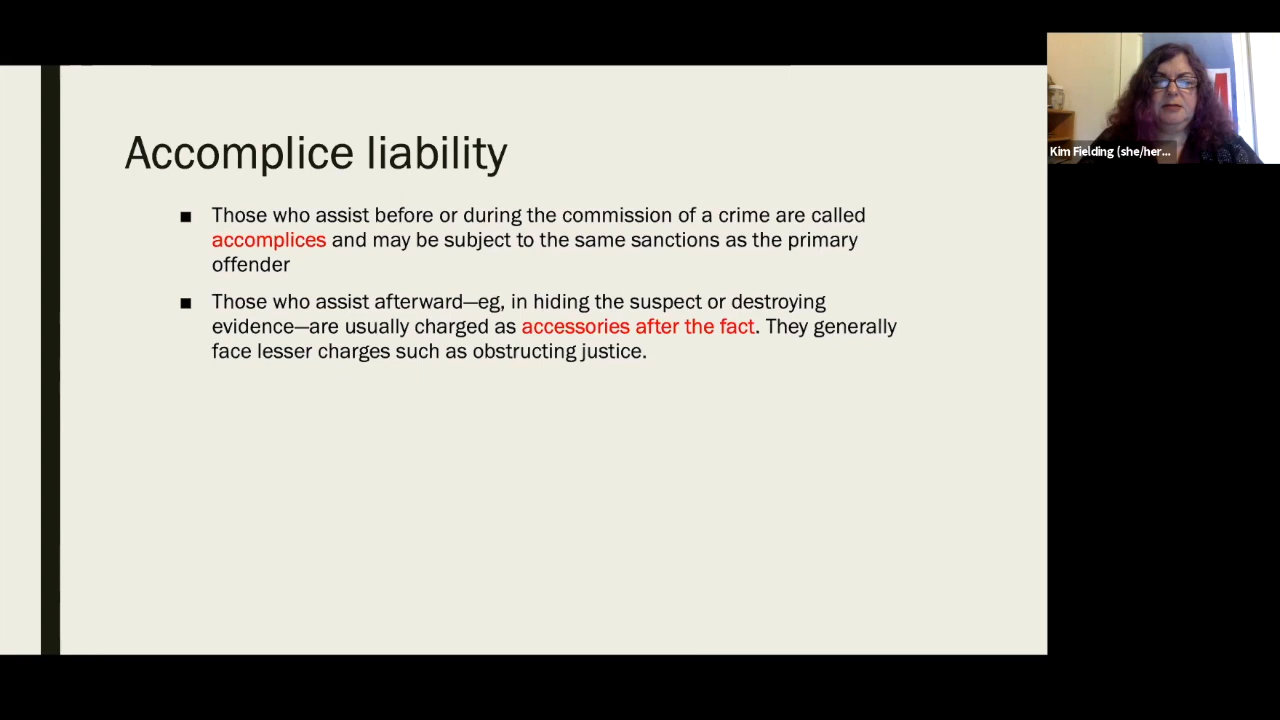 Accomplice liability
■ Those who assist before or during the commission of a crime are called
accomplices and may be subject to the same sanctions as the primary
offender
■ Those who assist afterward—eg, in hiding the suspect or destroying
evidence—are usually charged as accessories after the fact. They generally
face lesser charges such as obstructing justice.
Kim Fielding (she/her...